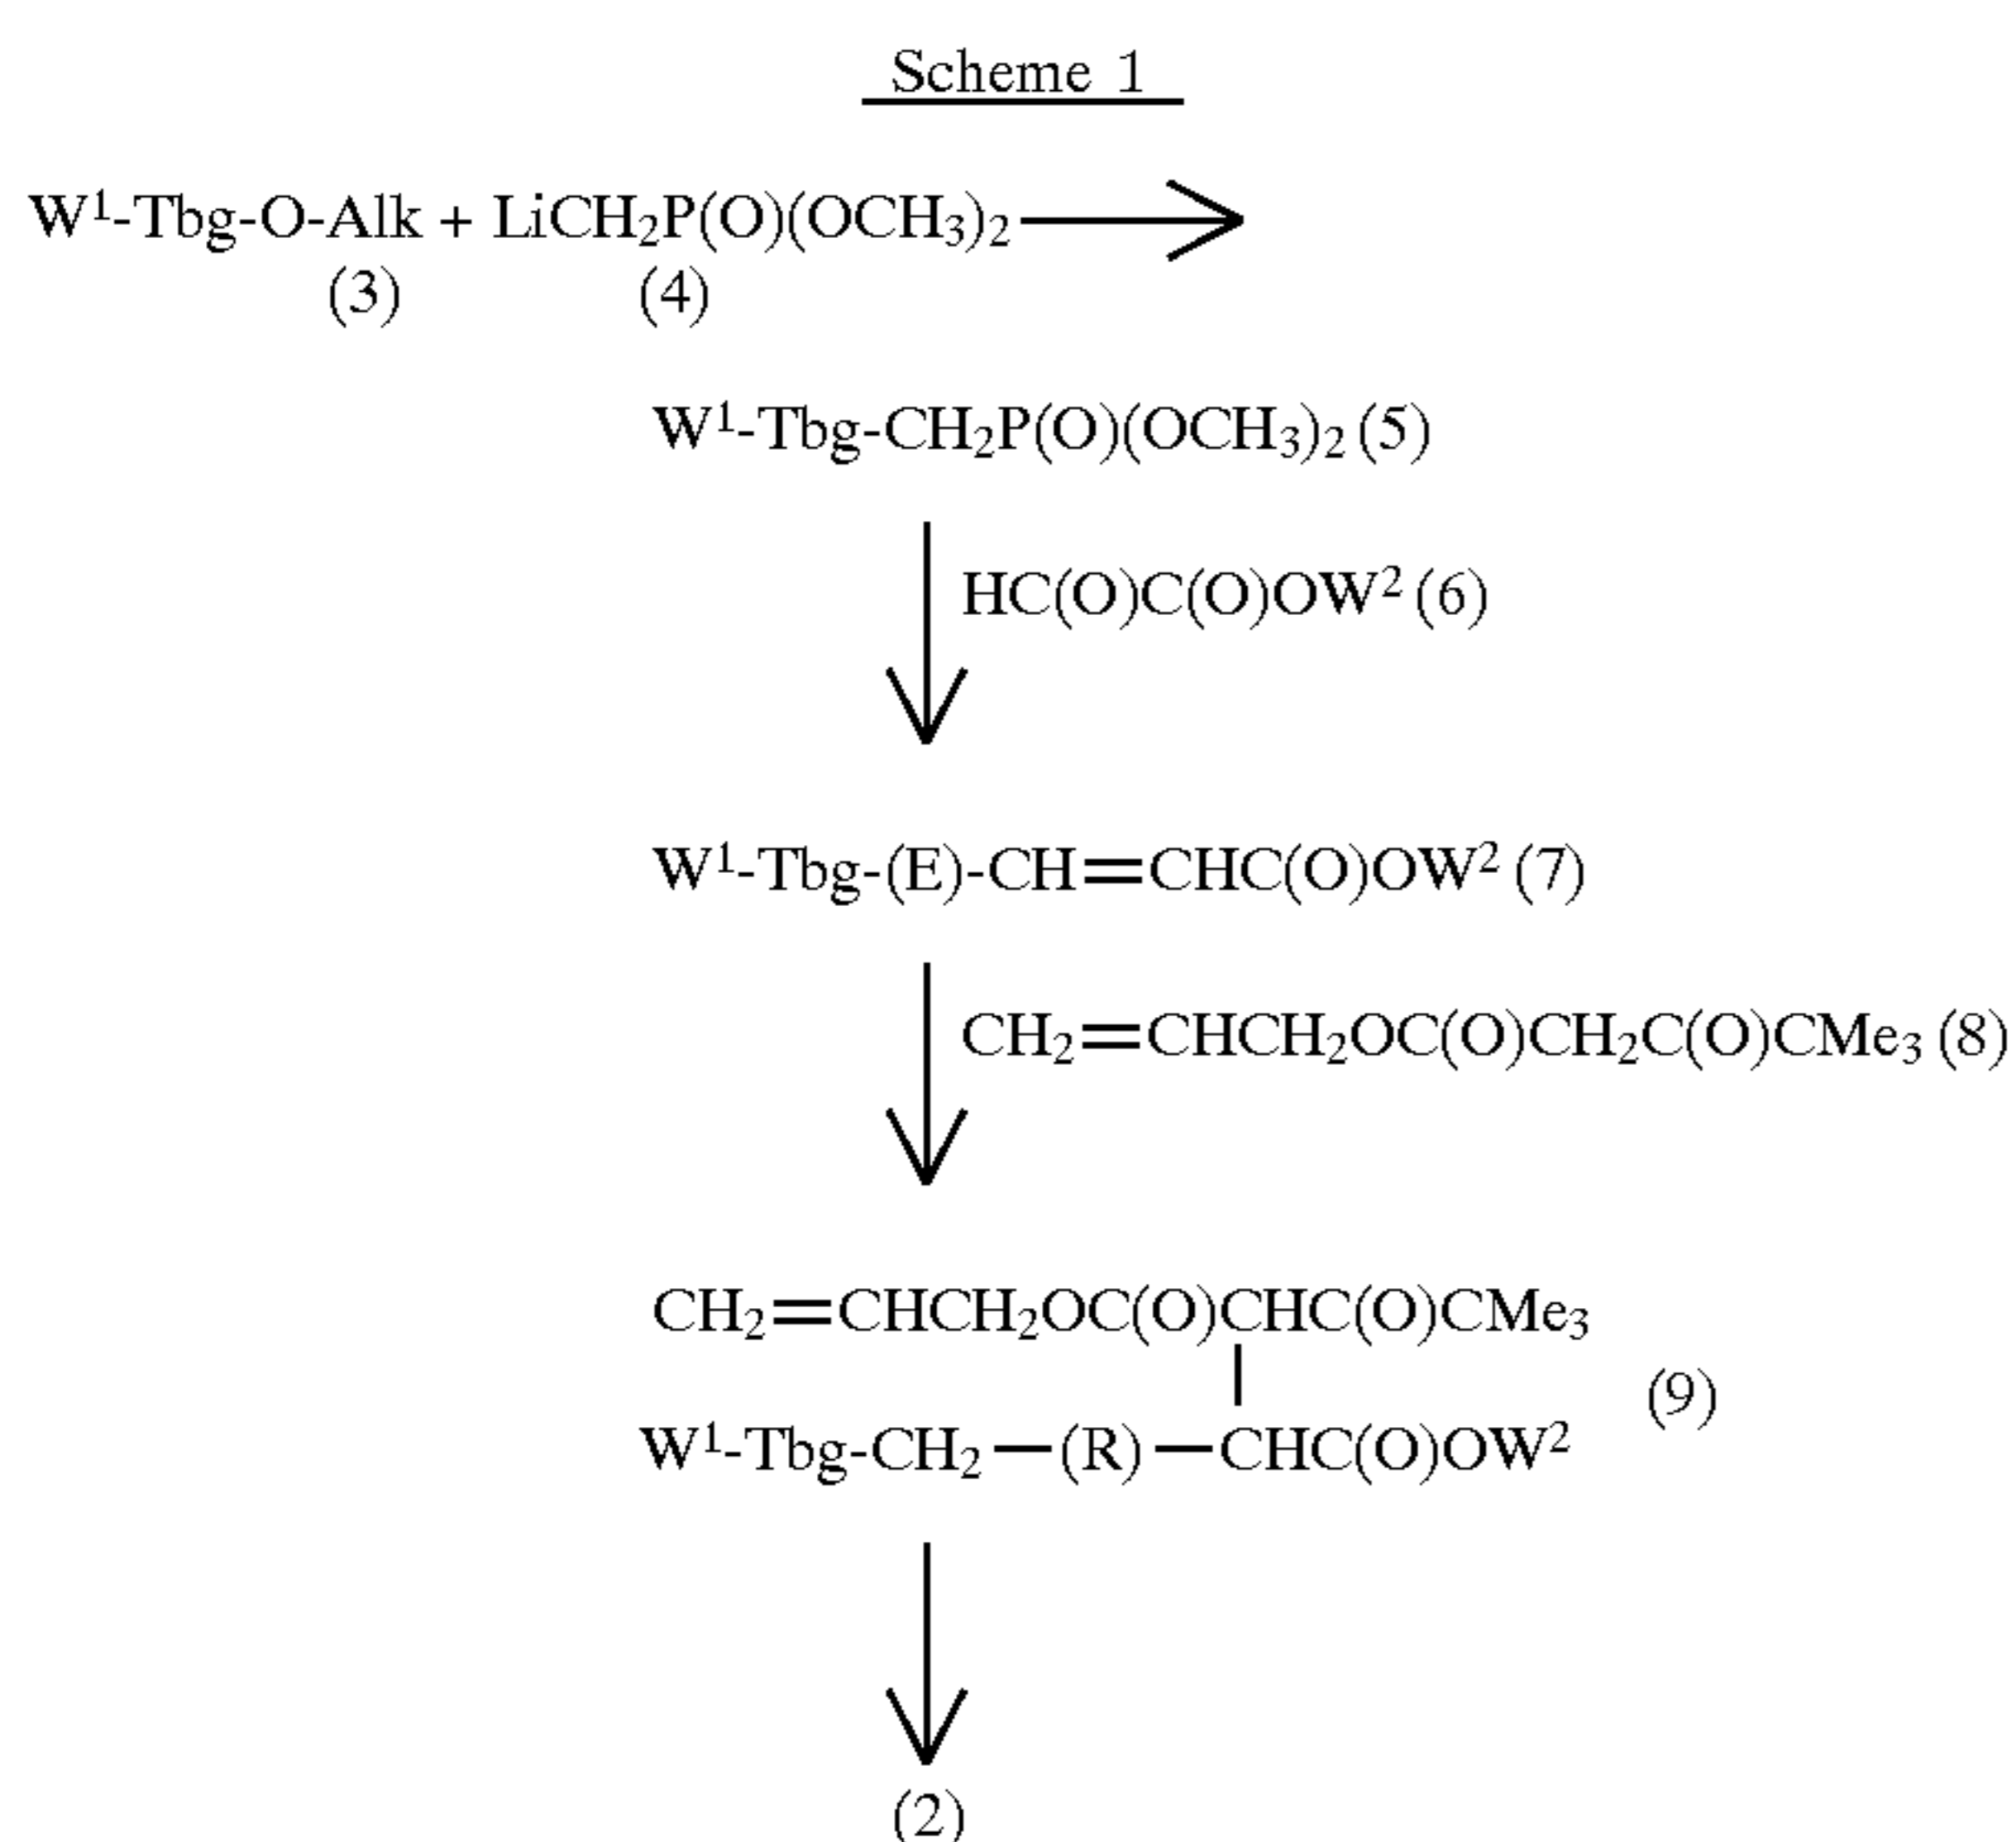 Scheme 1
W¹-Tbg-O-Alk + LiCH₂P(O)(OCH₃)₂
(3) (4)
W¹-Tbg-CH₂P(O)(OCH₃)₂ (5)
HC(O)C(O)OW² (6)
W¹-Tbg-(E)-CH=CHC(O)OW² (7)
CH₂=CHCH₂OC(O)CH₂C(O)CMe₃ (8)
CH₂=CHCH₂OC(O)CHC(O)CMe₃
(9)
W¹-Tbg-CH₂—(R)—CHC(O)OW²
(2)